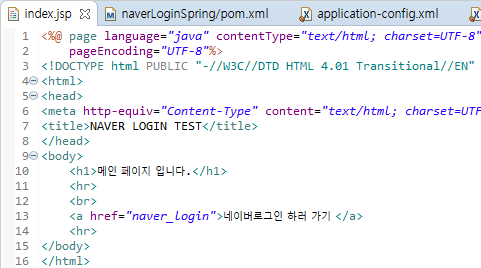 index.jsp naverLoginSpring/pom.xml application-config.xml
1 <%@ page language="java" contentType="text/html; charset=UTF-8"
2 pageEncoding="UTF-8"%>
3 <!DOCTYPE html PUBLIC "-//W3C//DTD HTML 4.01 Transitional//EN"
4 <html>
5 <head>
6 <meta http-equiv="Content-Type" content="text/html; charset=UTF
7 <title>NAVER LOGIN TEST</title>
8 </head>
9 <body>
10 <h1>메인 페이지 입니다.</h1>
11 <hr>
12 <br>
13 <a href="naver_login">네이버로그인 하러 가기 </a>
14 <hr>
15 </body>
16 </html>